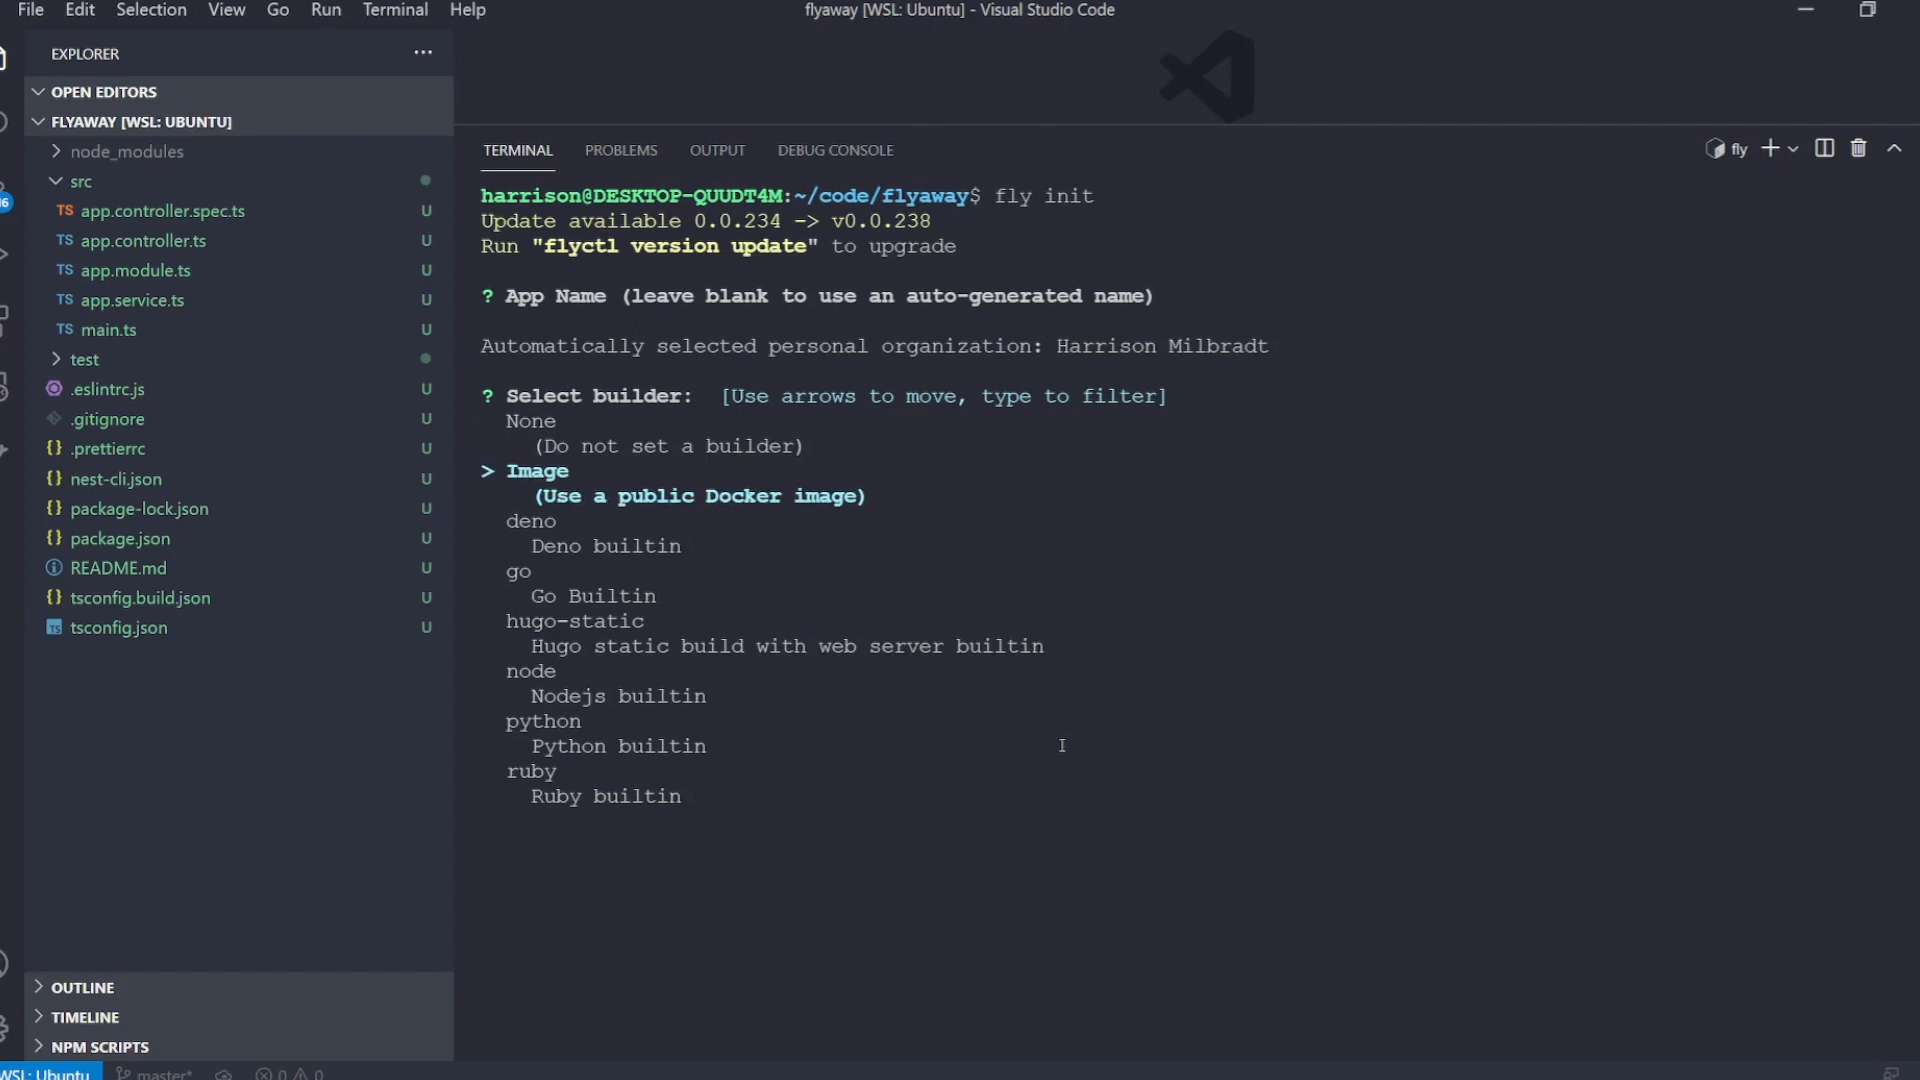 File Edit Selection View Go Run Terminal Help
flyaway [WSL: Ubuntu] - Visual Studio Code
EXPLORER
OPEN EDITORS
FLYAWAY [WSL: UBUNTU]
node_modules
src
TS app.controller.spec.ts U
TS app.controller.ts U
TS app.module.ts U
TS app.service.ts U
TS main.ts U
test
.eslintrc.js U
.gitignore U
{} .prettierrc U
{} nest-cli.json U
{} package-lock.json U
{} package.json U
README.md U
{} tsconfig.build.json U
TS tsconfig.json U
OUTLINE
TIMELINE
NPM SCRIPTS
TERMINAL PROBLEMS OUTPUT DEBUG CONSOLE
fly
harrison@DESKTOP-QUUDT4M:~/code/flyaway$ fly init
Update available 0.0.234 -> v0.0.238
Run "flyctl version update" to upgrade
? App Name (leave blank to use an auto-generated name)
Automatically selected personal organization: Harrison Milbradt
? Select builder: [Use arrows to move, type to filter]
None
(Do not set a builder)
> Image
(Use a public Docker image)
deno
Deno builtin
go
Go Builtin
hugo-static
Hugo static build with web server builtin
node
Nodejs builtin
python
Python builtin
ruby
Ruby builtin
WSL: Ubuntu master* 0 0